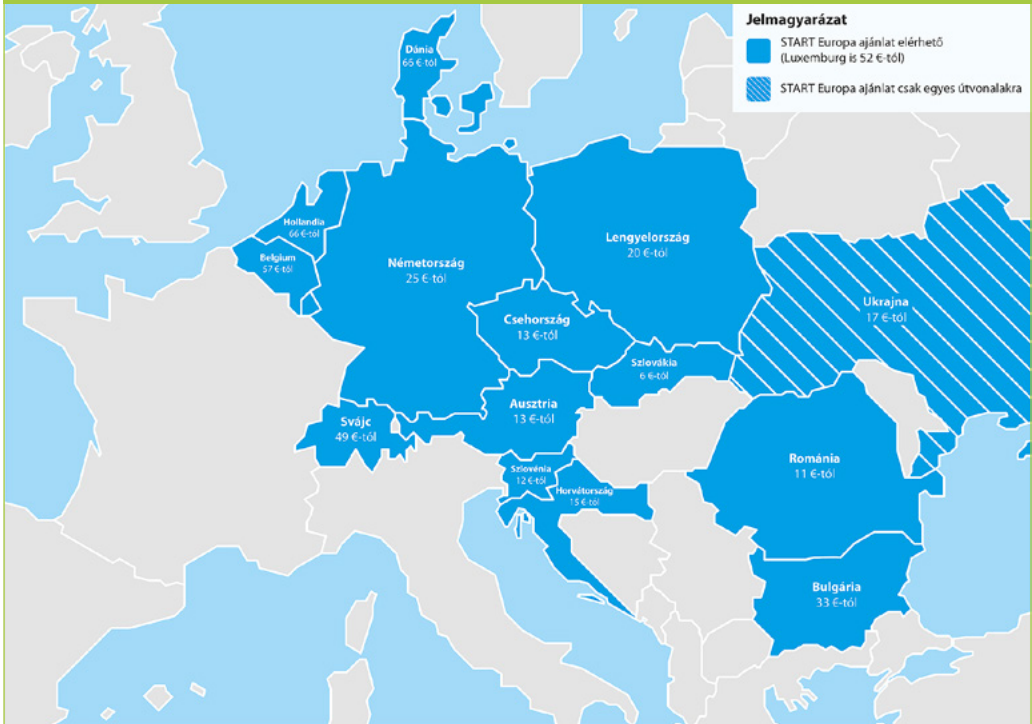 Jelmagyarázat
START Europa ajánlat elérhető
(Luxemburg is 52 €-tól)
START Europa ajánlat csak egyes útvonalakra
Dánia
65 €-tól
Hollandia
66 €-tól
Belgium
57 €-tól
Németország
25 €-tól
Lengyelország
20 €-tól
Csehország
13 €-tól
Ukrajna
17 €-tól
Szlovákia
6 €-tól
Ausztria
13 €-tól
Svájc
49 €-tól
Szlovénia
12 €-tól
Horvátország
15 €-tól
Románia
11 €-tól
Bulgária
33 €-tól